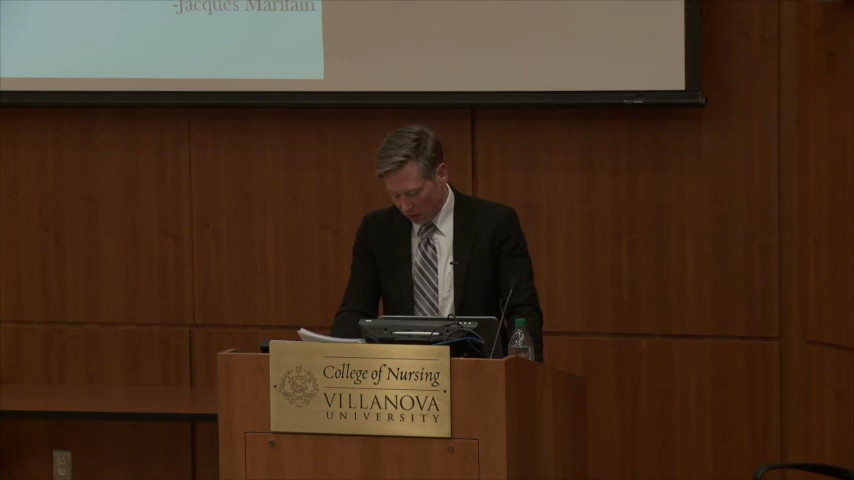 -Jacques Maritain
College of Nursing
VILLANOVA
UNIVERSITY